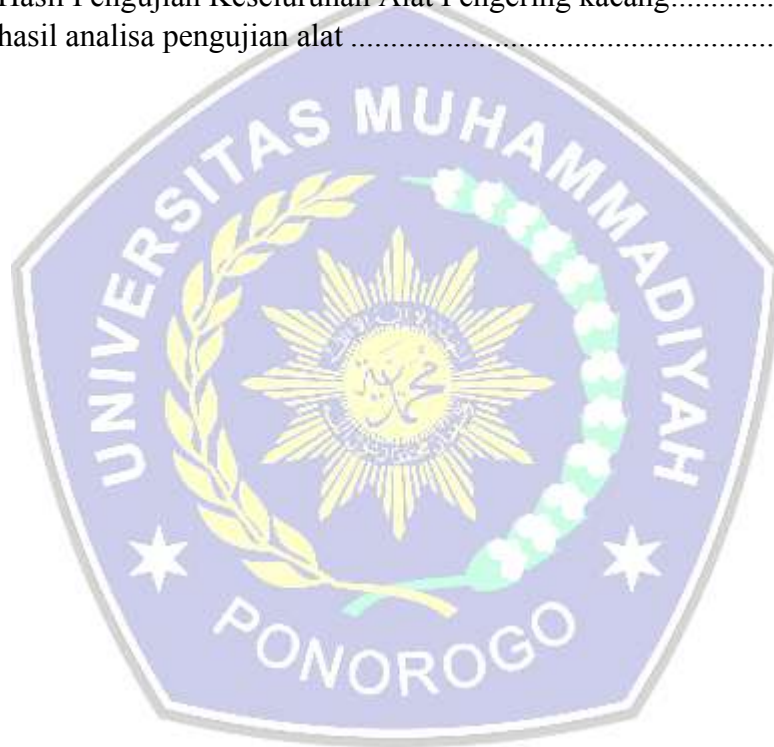 Hasil Pengujian Keseluruhan Alat Pengering kacang.....................
hasil analisa pengujian alat ......................................................
UNIVERSITAS MUHAMMADIYAH
PONOROGO